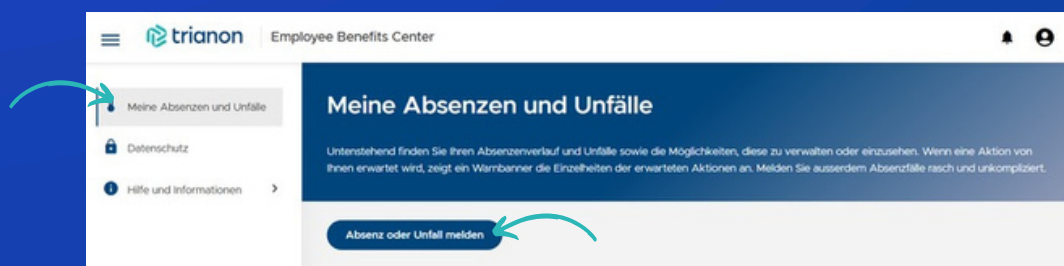 trianon Employee Benefits Center
Meine Absenzen und Unfälle
Datenschutz
Hilfe und Informationen
Meine Absenzen und Unfälle
Untenstehend finden Sie Ihren Absenzenverlauf und Unfälle sowie die Möglichkeiten, diese zu verwalten oder einzusehen. Wenn eine Aktion von
Ihnen erwartet wird, zeigt ein Warnbanner die Einzelheiten der erwarteten Aktionen an. Melden Sie ausserdem Absenzfälle rasch und unkompliziert.
Absenz oder Unfall melden